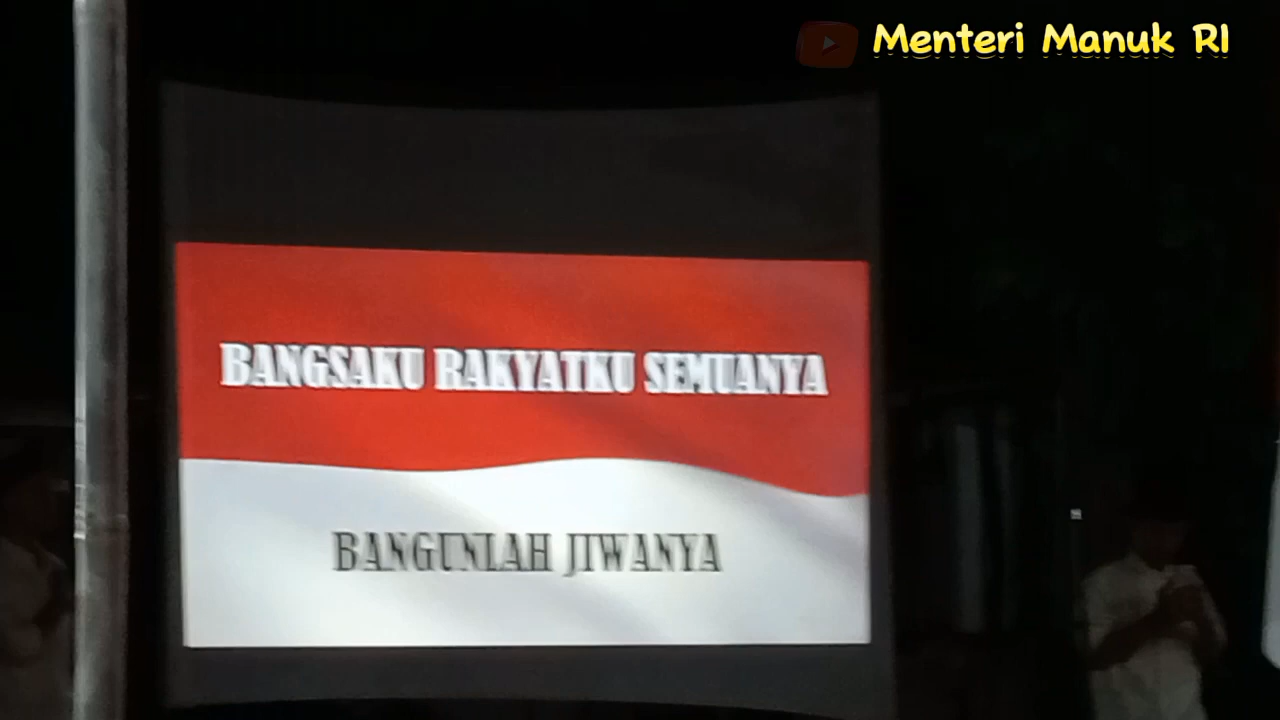 Menteri Manuk RI
BANGSAKU RAKYATKU SEMUANYA
BANGUNLAH JIWANYA